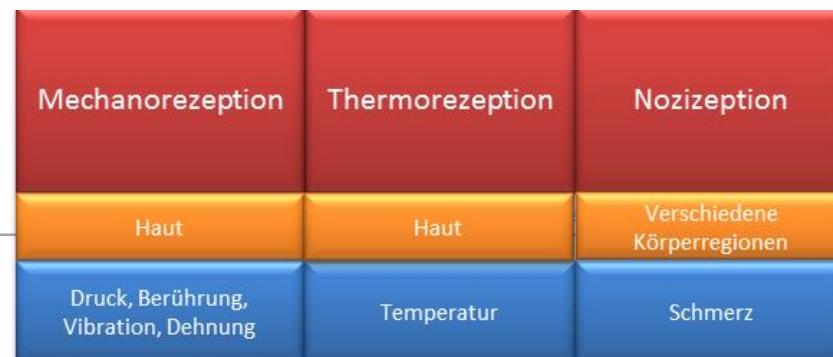 Mechanorezeption
Thermorezeption
Nozizeption
Haut
Haut
Verschiedene
Körperregionen
Druck, Berührung,
Vibration, Dehnung
Temperatur
Schmerz